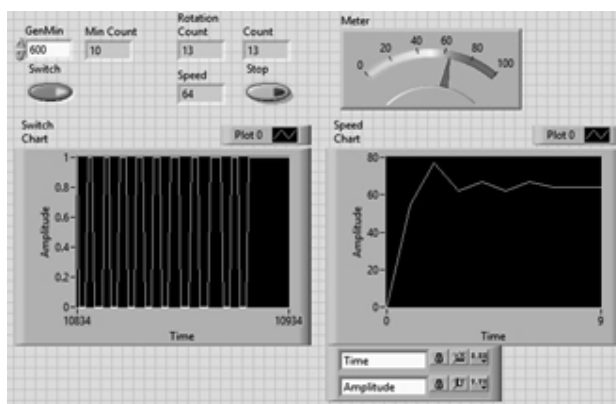 GenMin Min Count Rotation Count Count Meter
600 10 13 13
Switch Speed Stop
64
0 20 40 60 80 100
Switch Chart Plot 0
Amplitude
1-
0.8-
0.6-
0.4-
0.2-
0-
10834 10934
Time
Speed Chart Plot 0
Amplitude
80-
60-
40-
20-
0-
0 9
Time
Time
Amplitude